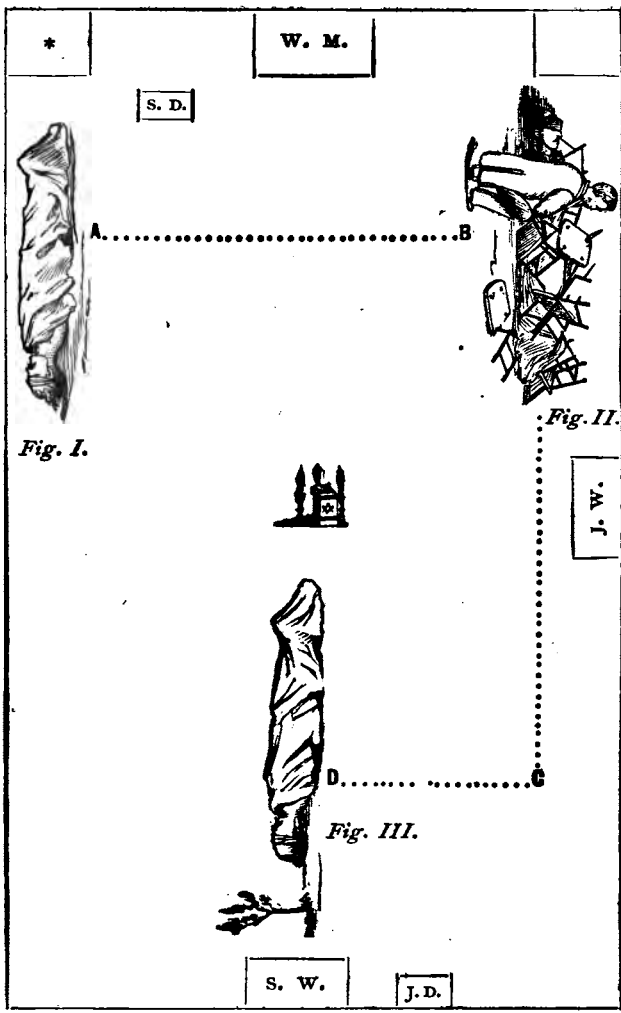 * W. M.
S. D.
A B
Fig. I.
Fig. II.
J. W.
D C
Fig. III.
S. W.
J. D.